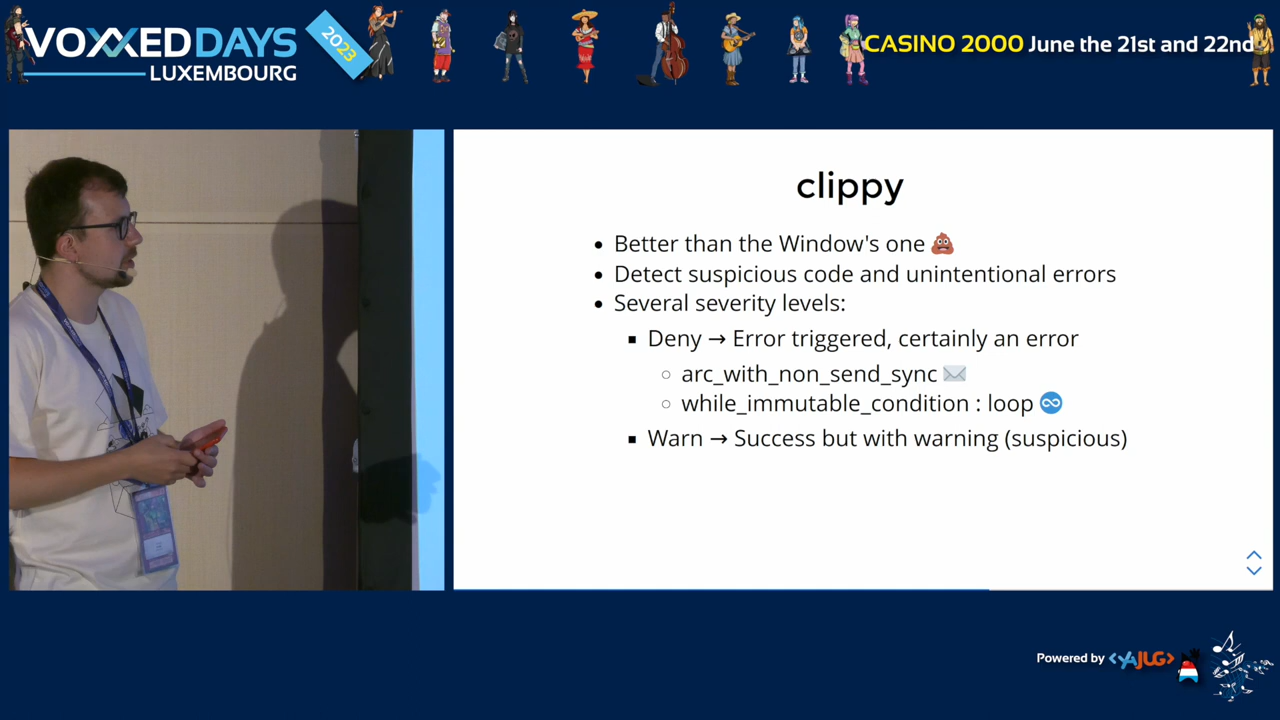 VOXXED DAYS
LUXEMBOURG
2023
CASINO 2000 June the 21st and 22nd
clippy
Better than the Window's one 💩
Detect suspicious code and unintentional errors
Several severity levels:
Deny → Error triggered, certainly an error
arc_with_non_send_sync ✉️
while_immutable_condition : loop ♾️
Warn → Success but with warning (suspicious)
Powered by <YAJUG>